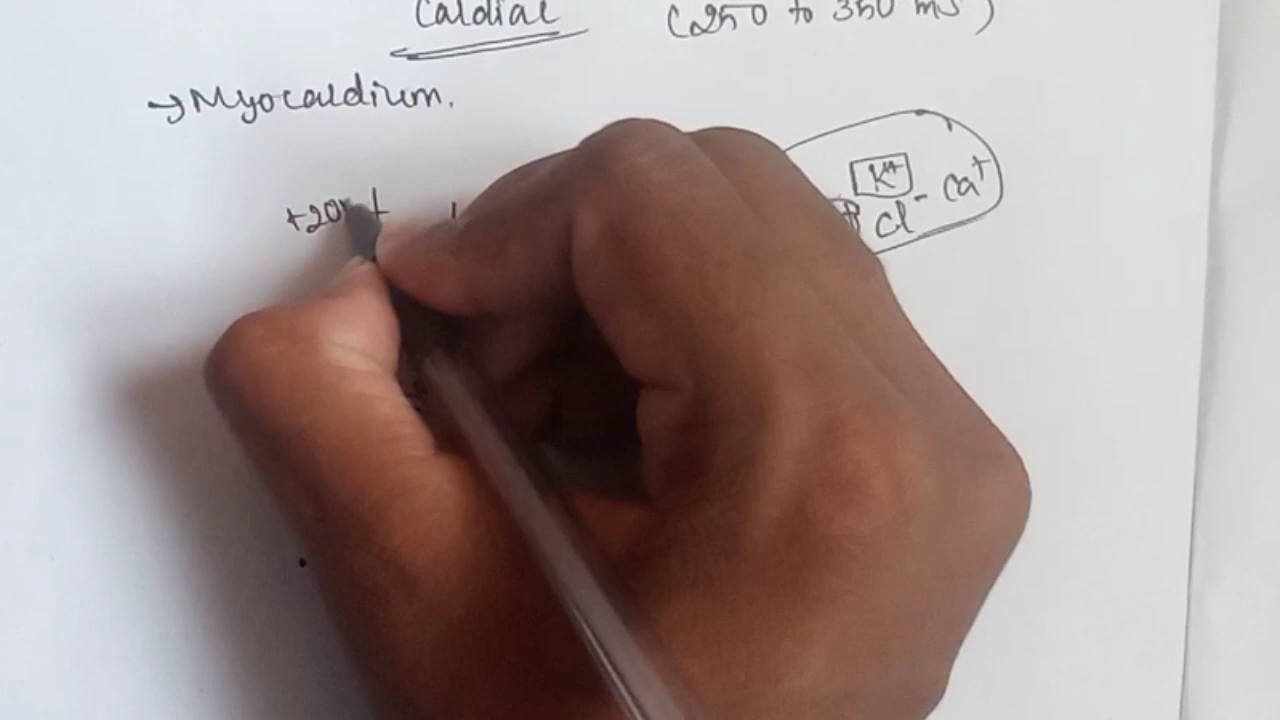 Cardiac (250 to 350 ms)
→ Myocardium.
K+
Ca+
Cl-
+20